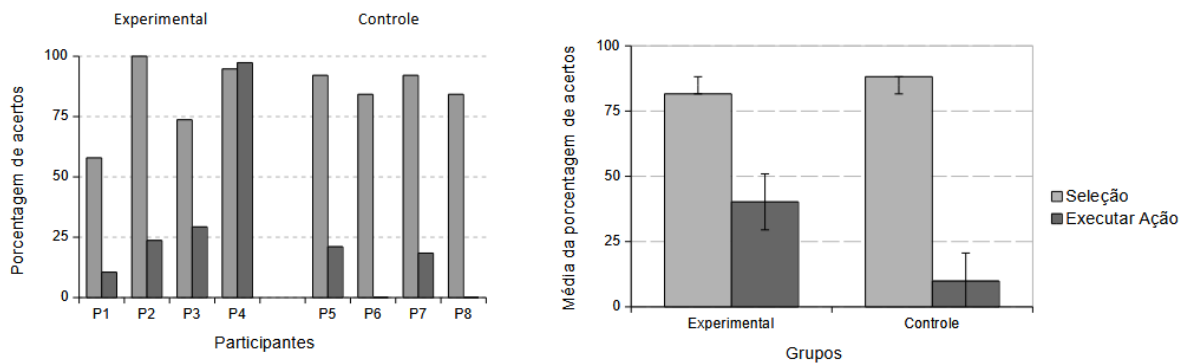 Experimental Controle
Porcentagem de acertos
100
75
50
25
0
P1 P2 P3 P4 P5 P6 P7 P8
Participantes
Média da porcentagem de acertos
100
75
50
25
0
Experimental Controle
Grupos
Seleção
Executar Ação